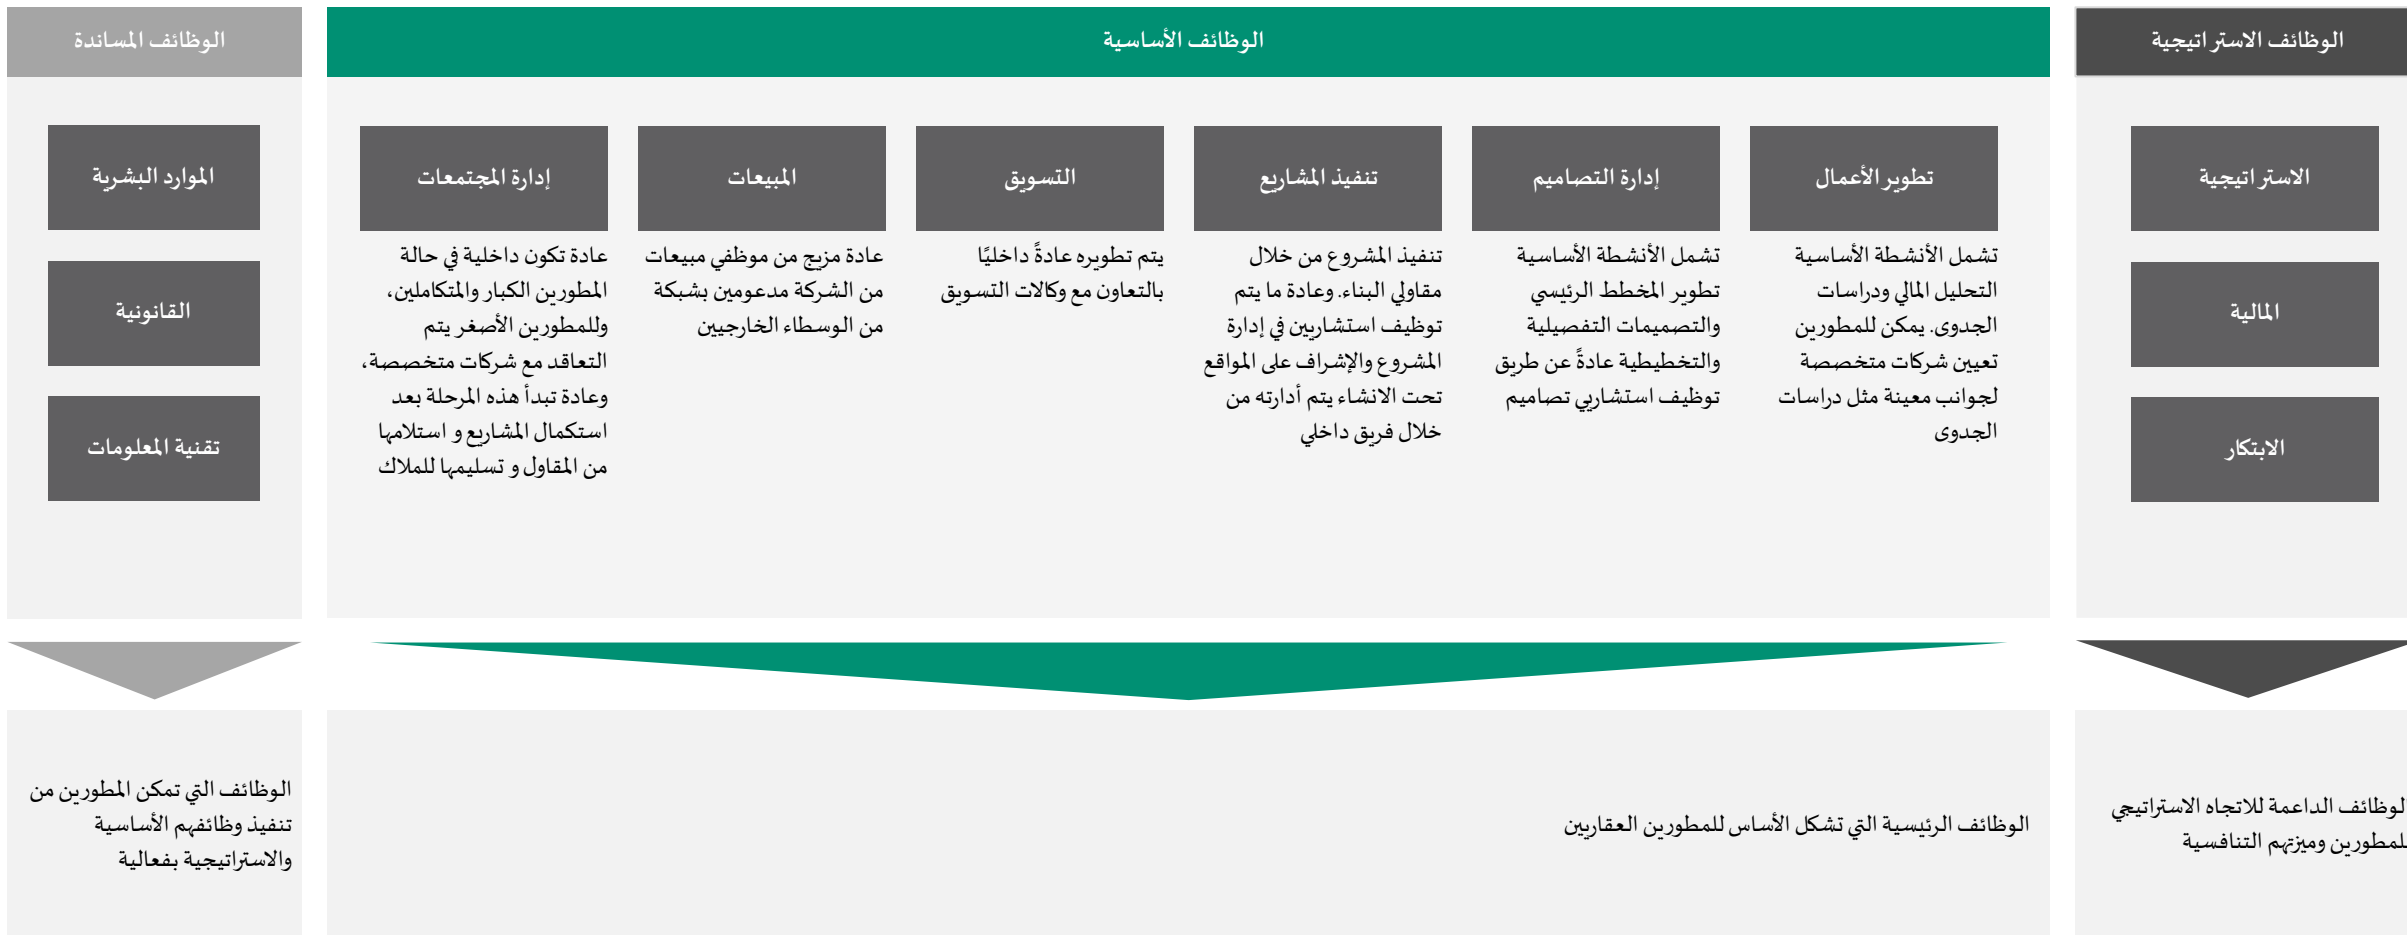 الوظائف الاستراتيجية
الاستراتيجية
المالية
الابتكار
الوظائف الداعمة للاتجاه الاستراتيجي
للمطورين وميزتهم التنافسية
الوظائف الأساسية
تطوير الأعمال
تشمل الأنشطة الأساسية
التحليل المالي ودراسات
الجدوى. يمكن للمطورين
تعيين شركات متخصصة
لجوانب معينة مثل دراسات
الجدوى
إدارة التصاميم
تشمل الأنشطة الأساسية
تطوير المخطط الرئيسي
والتصميمات التفصيلية
والتخطيطية عادةً عن طريق
توظيف استشاريي تصاميم
تنفيذ المشاريع
تنفيذ المشروع من خلال
مقاولي البناء. وعادة ما يتم
توظيف استشاريين في إدارة
المشروع والإشراف على المواقع
تحت الانشاء يتم أدارته من
خلال فريق داخلي
التسويق
يتم تطويره عادةً داخليًا
بالتعاون مع وكالات التسويق
المبيعات
عادة مزيج من موظفي مبيعات
من الشركة مدعومين بشبكة
من الوسطاء الخارجيين
إدارة المجتمعات
عادة تكون داخلية في حالة
المطورين الكبار والمتكاملين،
وللمطورين الأصغر يتم
التعاقد مع شركات متخصصة،
وعادة تبدأ هذه المرحلة بعد
استكمال المشاريع و استلامها
من المقاول و تسليمها للملاك
الوظائف الرئيسية التي تشكل الأساس للمطورين العقاريين
الوظائف المساندة
الموارد البشرية
القانونية
تقنية المعلومات
الوظائف التي تمكن المطورين من
تنفيذ وظائفهم الأساسية
والاستراتيجية بفعالية